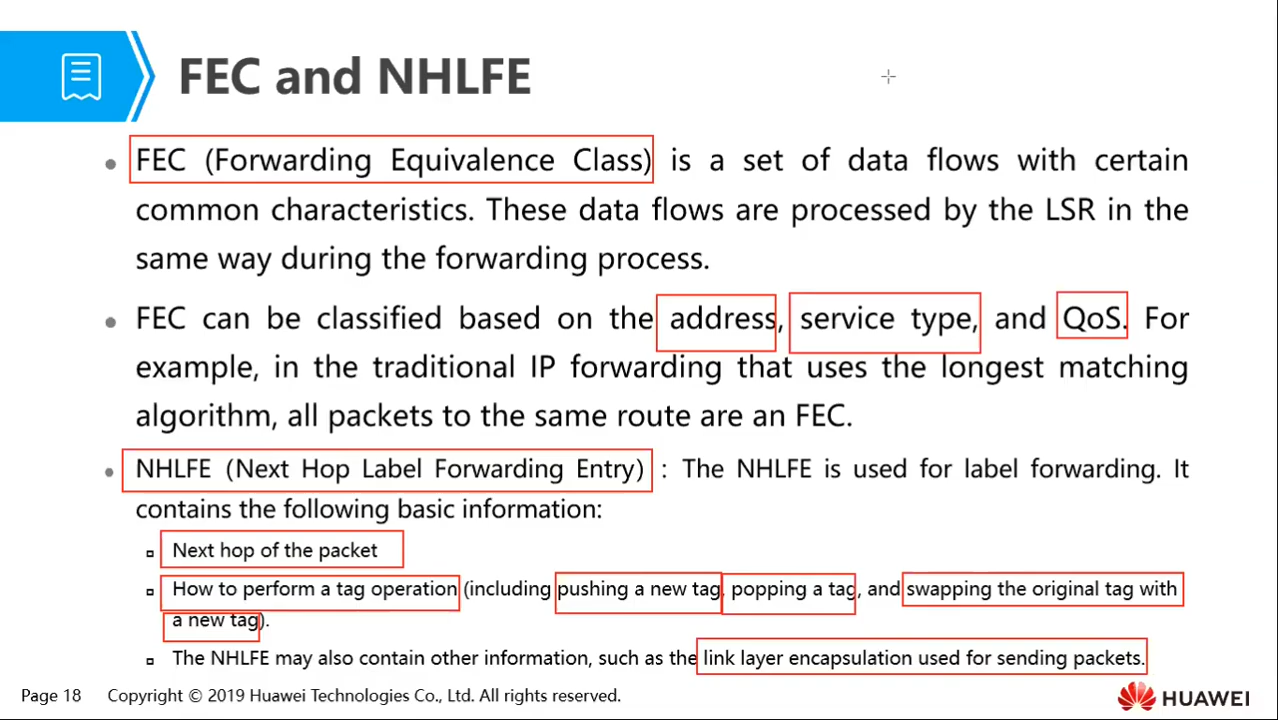 FEC and NHLFE
FEC (Forwarding Equivalence Class) is a set of data flows with certain
common characteristics. These data flows are processed by the LSR in the
same way during the forwarding process.
FEC can be classified based on the address, service type, and QoS. For
example, in the traditional IP forwarding that uses the longest matching
algorithm, all packets to the same route are an FEC.
NHLFE (Next Hop Label Forwarding Entry) : The NHLFE is used for label forwarding. It
contains the following basic information:
Next hop of the packet
How to perform a tag operation (including pushing a new tag, popping a tag, and swapping the original tag with
a new tag).
The NHLFE may also contain other information, such as the link layer encapsulation used for sending packets.
Page 18 Copyright © 2019 Huawei Technologies Co., Ltd. All rights reserved.
HUAWEI